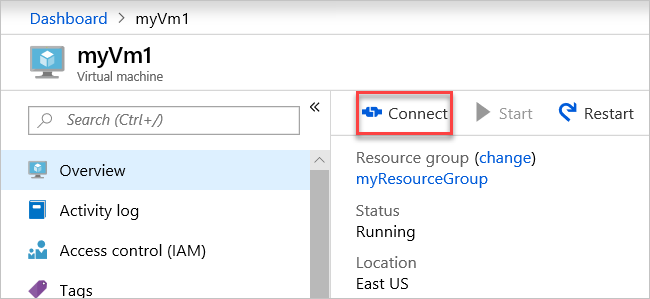 Dashboard > myVm1
myVm1
Virtual machine
Search (Ctrl+/)
«
Connect
Start
Restart
Overview
Activity log
Access control (IAM)
Tags
Resource group (change)
myResourceGroup
Status
Running
Location
East US